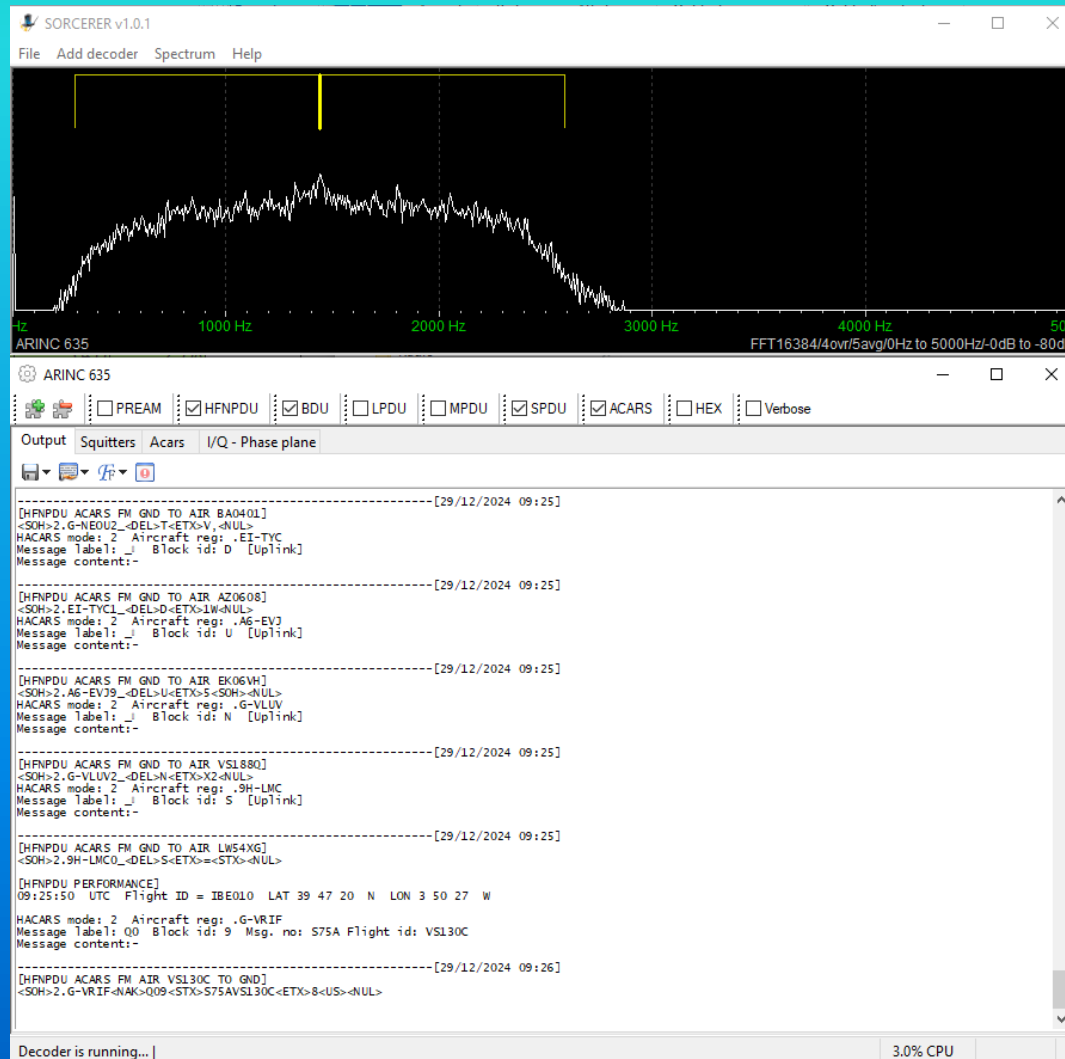 SORCERER v1.0.1
File Add decoder Spectrum Help
Hz 1000 Hz 2000 Hz 3000 Hz 4000 Hz 50
ARINC 635 FFT16384/4ovr/5avg/0Hz to 5000Hz/-0dB to -80d
ARINC 635
PREAM HFNPDU BDU LPDU MPDU SPDU ACARS HEX Verbose
Output Squitters Acars I/Q - Phase plane
---------------------------------------------------------------[29/12/2024 09:25]
[HFNPDU ACARS FM GND TO AIR BA0401]
<SOH>2.G-NEOU2_<DEL>T<ETX>V,<NUL>
HACARS mode: 2 Aircraft reg: .EI-TYC
Message label: _ Block id: D [Uplink]
Message content:-
---------------------------------------------------------------[29/12/2024 09:25]
[HFNPDU ACARS FM GND TO AIR AZ0608]
<SOH>2.EI-TYC1_<DEL>D<ETX>1W<NUL>
HACARS mode: 2 Aircraft reg: .A6-EVJ
Message label: _ Block id: U [Uplink]
Message content:-
---------------------------------------------------------------[29/12/2024 09:25]
[HFNPDU ACARS FM GND TO AIR EK06VH]
<SOH>2.A6-EVJ9_<DEL>U<ETX>5<SOH><NUL>
HACARS mode: 2 Aircraft reg: .G-VLUV
Message label: _ Block id: N [Uplink]
Message content:-
---------------------------------------------------------------[29/12/2024 09:25]
[HFNPDU ACARS FM GND TO AIR VS188Q]
<SOH>2.G-VLUV2_<DEL>N<ETX>X2<NUL>
HACARS mode: 2 Aircraft reg: .9H-LMC
Message label: _ Block id: S [Uplink]
Message content:-
---------------------------------------------------------------[29/12/2024 09:25]
[HFNPDU ACARS FM GND TO AIR LW54XG]
<SOH>2.9H-LMC0_<DEL>S<ETX>=<STX><NUL>
[HFNPDU PERFORMANCE]
09:25:50 UTC Flight ID = IBE010 LAT 39 47 20 N LON 3 50 27 W
HACARS mode: 2 Aircraft reg: .G-VRIF
Message label: Q0 Block id: 9 Msg. no: S75A Flight id: VS130C
Message content:-
---------------------------------------------------------------[29/12/2024 09:26]
[HFNPDU ACARS FM AIR VS130C TO GND]
<SOH>2.G-VRIF<NAK>Q09<STX>S75AVS130C<ETX>8<US><NUL>
Decoder is running... | 3.0% CPU